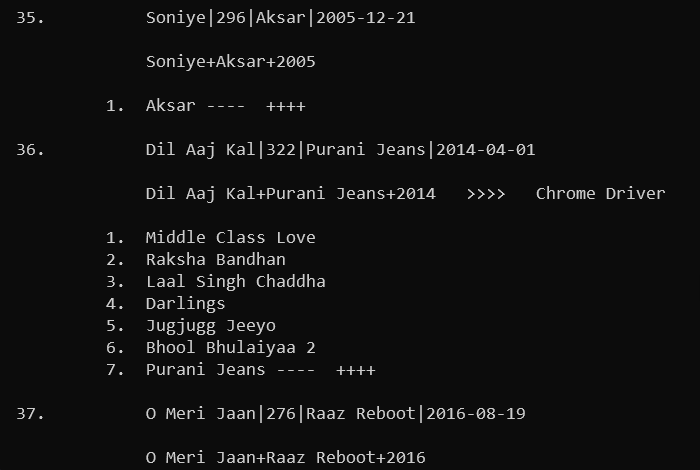 35. Soniye|296|Aksar|2005-12-21
Soniye+Aksar+2005
1. Aksar ---- ++++
36. Dil Aaj Kal|322|Purani Jeans|2014-04-01
Dil Aaj Kal+Purani Jeans+2014 >>>> Chrome Driver
1. Middle Class Love
2. Raksha Bandhan
3. Laal Singh Chaddha
4. Darlings
5. Jugjugg Jeeyo
6. Bhool Bhulaiyaa 2
7. Purani Jeans ---- ++++
37. O Meri Jaan|276|Raaz Reboot|2016-08-19
O Meri Jaan+Raaz Reboot+2016